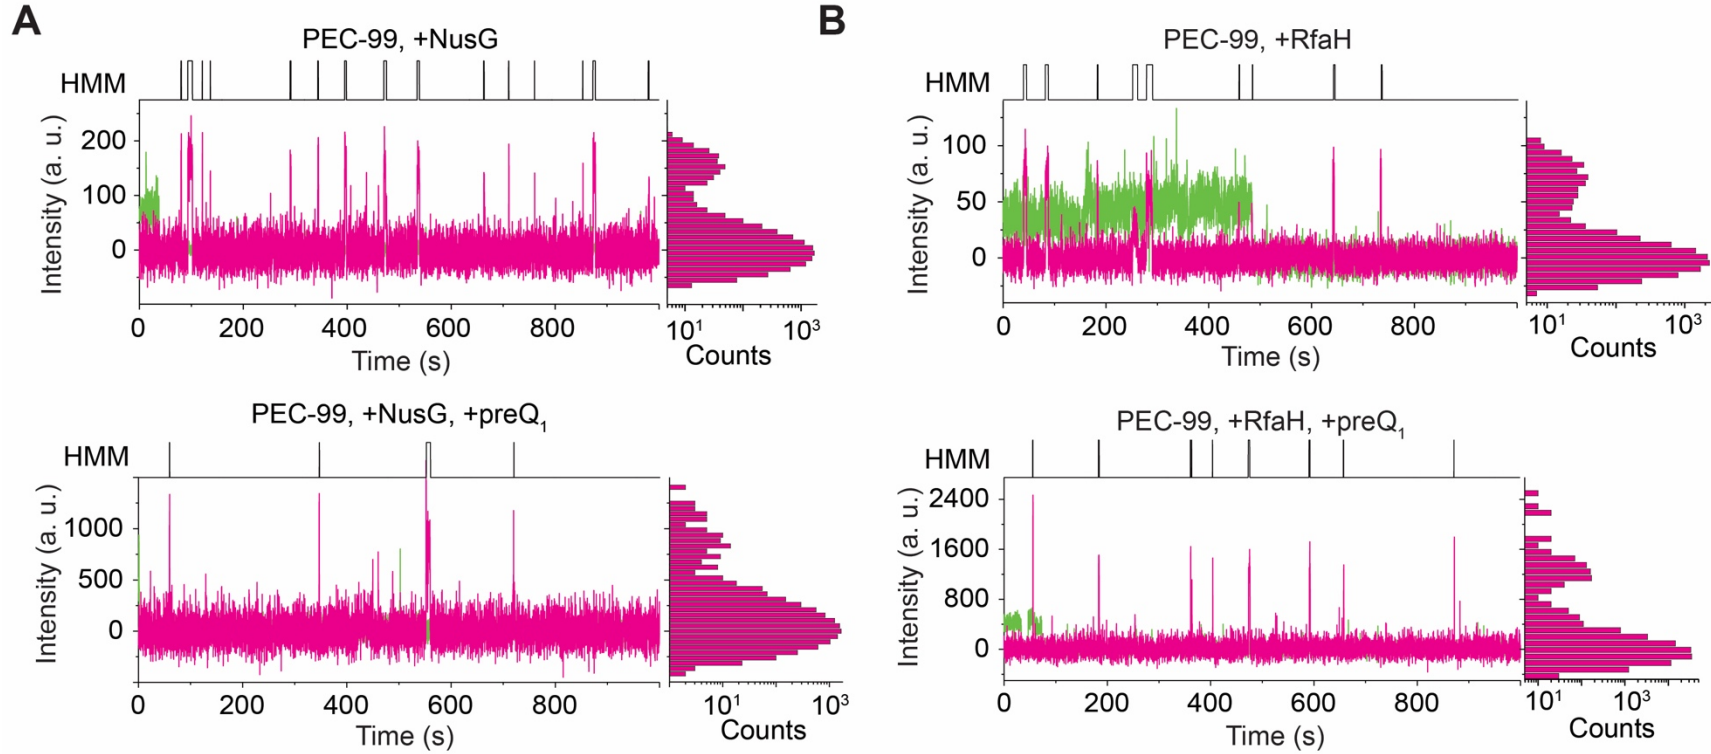 A
PEC-99, +NusG
HMM
Intensity (a. u.)
200
100
0
0 200 400 600 800
Time (s)
10¹ 10³
Counts
PEC-99, +NusG, +preQ₁
HMM
Intensity (a. u.)
1000
500
0
0 200 400 600 800
Time (s)
10¹ 10³
Counts
B
PEC-99, +RfaH
HMM
Intensity (a. u.)
100
50
0
0 200 400 600 800
Time (s)
10¹ 10³
Counts
PEC-99, +RfaH, +preQ₁
HMM
Intensity (a. u.)
2400
1600
800
0
0 200 400 600 800
Time (s)
10¹ 10³
Counts